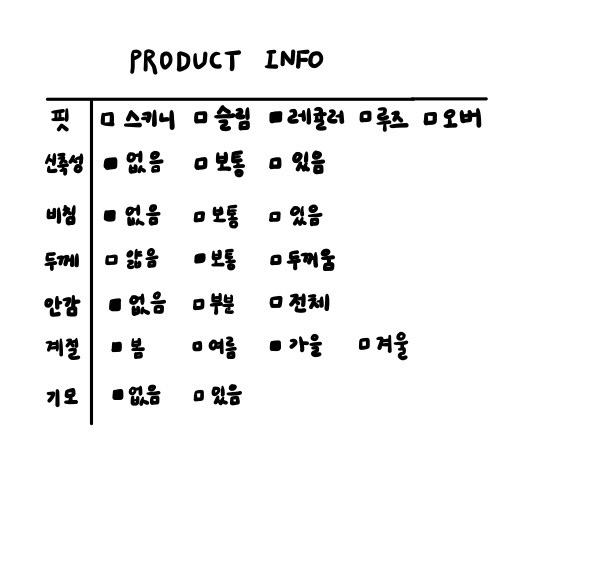 PRODUCT INFO
핏 □ 스키니 □ 슬림 ■ 레귤러 □ 루즈 □ 오버
신축성 ■ 없음 □ 보통 □ 있음
비침 ■ 없음 □ 보통 □ 있음
두께 □ 얇음 ■ 보통 □ 두꺼움
안감 ■ 없음 □ 부분 □ 전체
계절 ■ 봄 □ 여름 ■ 가을 □ 겨울
기모 ■ 없음 □ 있음